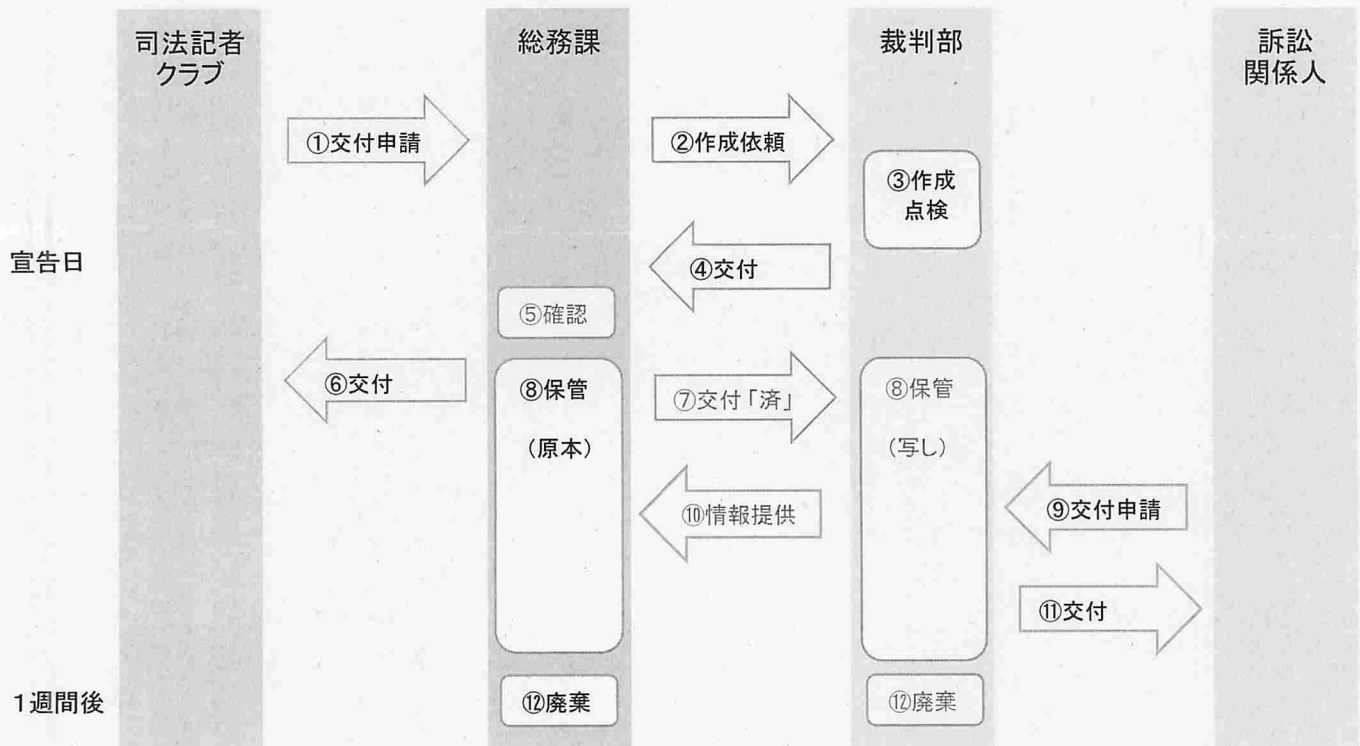 司法記者
クラブ
総務課
裁判部
訴訟
関係人
①交付申請
②作成依頼
③作成
点検
宣告日
④交付
⑤確認
⑥交付
⑧保管
（原本）
⑦交付「済」
⑧保管
（写し）
⑨交付申請
⑩情報提供
⑪交付
1週間後
⑫廃棄
⑫廃棄